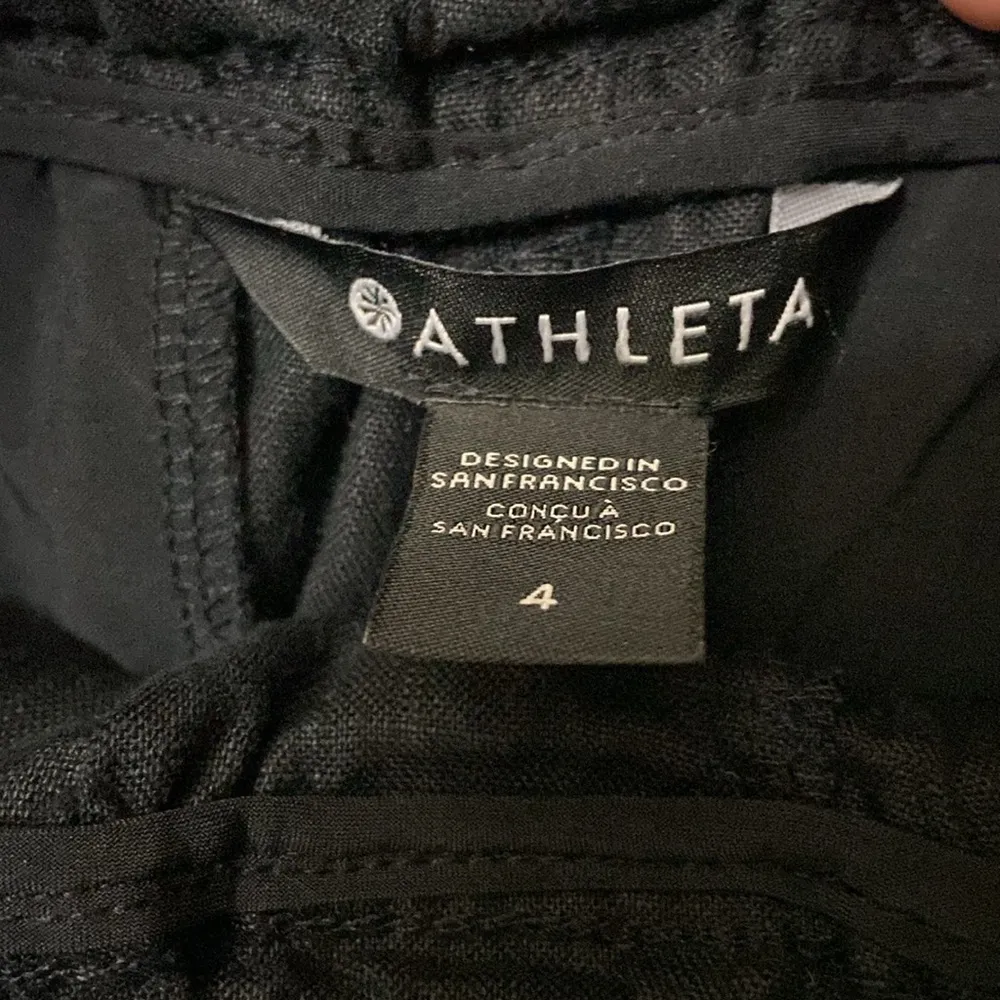 ATHLETA
DESIGNED IN
SAN FRANCISCO
CONÇU À
SAN FRANCISCO
4